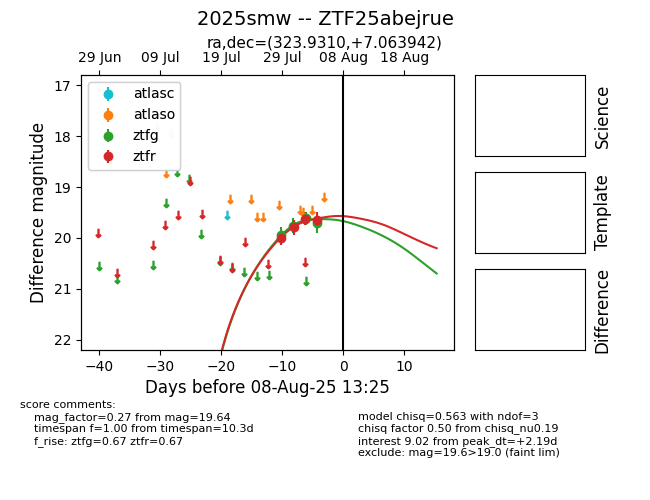 2025smw -- ZTF25abejrue
ra,dec=(323.9310,+7.063942)
29 Jun 09 Jul 19 Jul 29 Jul 08 Aug 18 Aug
atlasc
atlaso
ztfg
ztfr
17
18
19
20
21
22
Difference magnitude
−40 −30 −20 −10 0 10
Days before 08-Aug-25 13:25
Science
Template
Difference
score comments:
mag_factor=0.27 from mag=19.64
timespan f=1.00 from timespan=10.3d
f_rise: ztfg=0.67 ztfr=0.67
model chisq=0.563 with ndof=3
chisq factor 0.50 from chisq_nu0.19
interest 9.02 from peak_dt=+2.19d
exclude: mag=19.6>19.0 (faint lim)